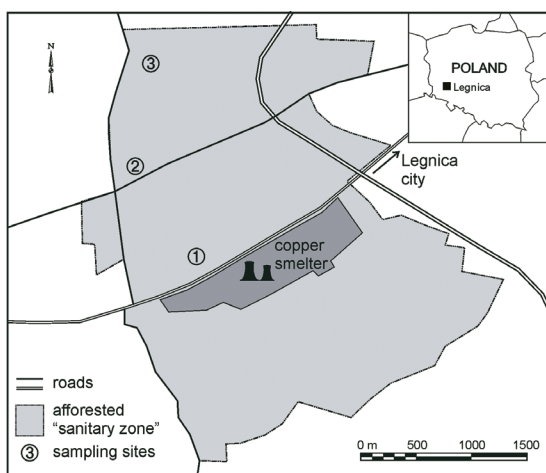 N
③
POLAND
Legnica
②
Legnica
city
①
copper
smelter
roads
afforested
"sanitary zone"
③ sampling sites
0 m 500 1000 1500